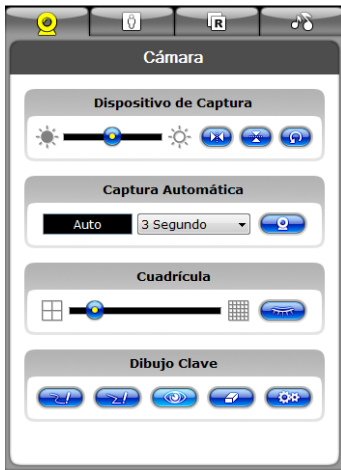 R
Cámara
Dispositivo de Captura
Captura Automática
Auto
3 Segundo
Cuadrícula
Dibujo Clave